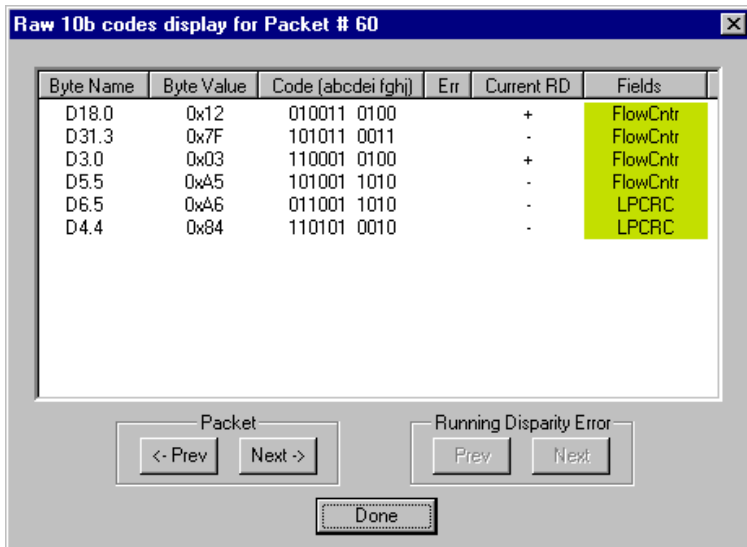 Raw 10b codes display for Packet # 60
Byte Name Byte Value Code (abcdei fghj) Err Current RD Fields
D18.0 0x12 010011 0100 + FlowCntr
D31.3 0x7F 101011 0011 - FlowCntr
D3.0 0x03 110001 0100 + FlowCntr
D5.5 0xA5 101001 1010 - FlowCntr
D6.5 0xA6 011001 1010 - LPCRC
D4.4 0x84 110101 0010 - LPCRC
Packet Running Disparity Error
<- Prev Next -> Prev Next
Done